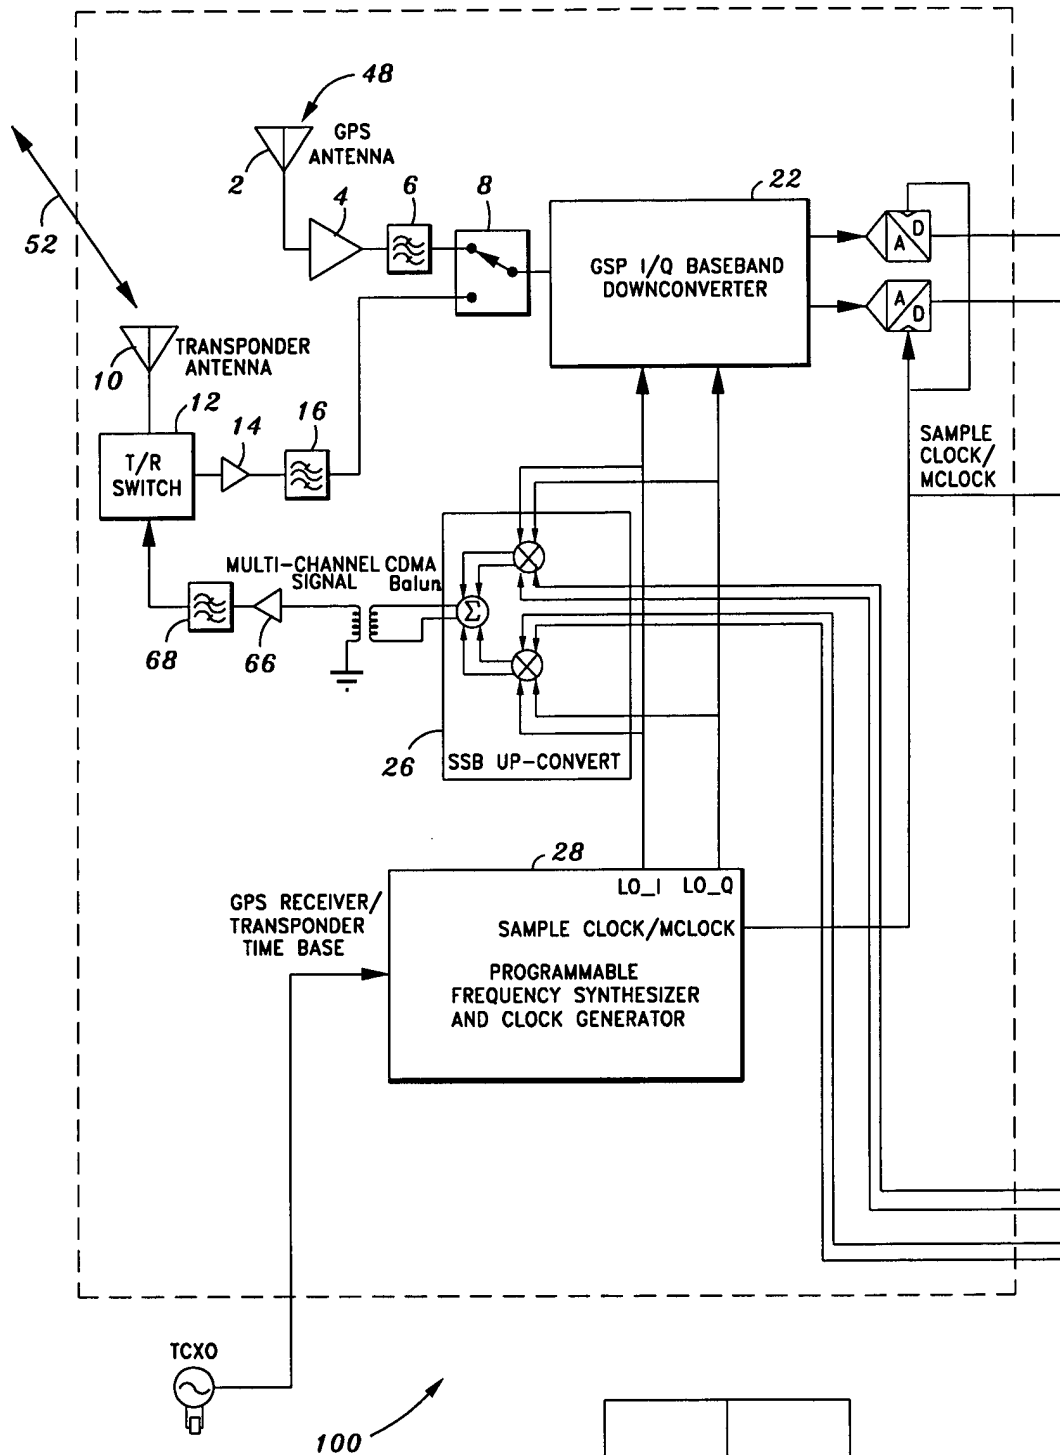 48
GPS
ANTENNA
2
4
6
8
22
52
GSP I/Q BASEBAND
DOWNCONVERTER
A
D
A
D
10
TRANSPONDER
ANTENNA
12
14
16
T/R
SWITCH
SAMPLE
CLOCK/
MCLOCK
MULTI-CHANNEL CDMA
SIGNAL Balun
Σ
68
66
26
SSB UP-CONVERT
28
LO_I LO_Q
GPS RECEIVER/
TRANSPONDER
TIME BASE
SAMPLE CLOCK/MCLOCK
PROGRAMMABLE
FREQUENCY SYNTHESIZER
AND CLOCK GENERATOR
TCXO
100